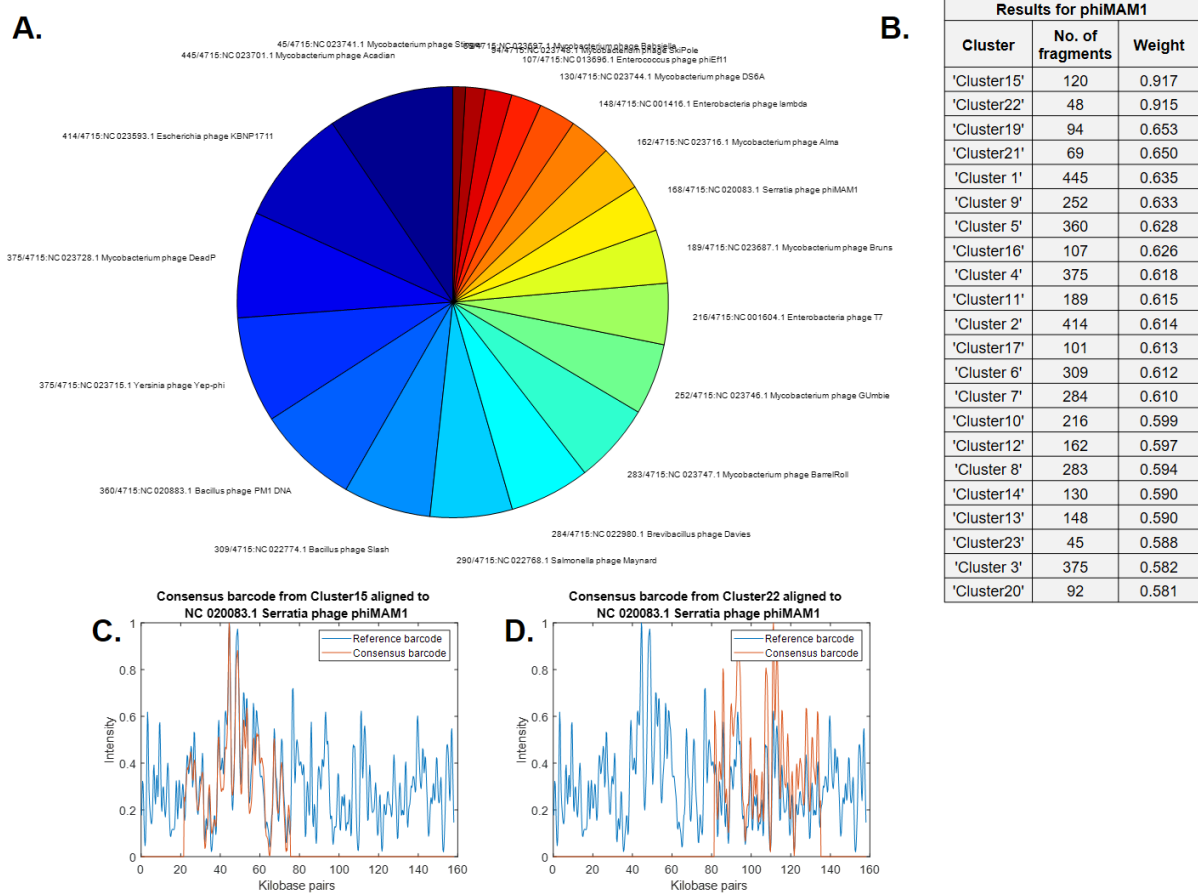 A.
45/4715:NC 023741.1 Mycobacterium phage Stinger
445/4715:NC 023701.1 Mycobacterium phage Acadian
414/4715:NC 023593.1 Escherichia phage KBNP1711
375/4715:NC 023728.1 Mycobacterium phage DeadP
375/4715:NC 023715.1 Yersinia phage Yep-phi
360/4715:NC 020883.1 Bacillus phage PM1 DNA
309/4715:NC 022774.1 Bacillus phage Slash
290/4715:NC 022768.1 Salmonella phage Maynard
284/4715:NC 022980.1 Brevibacillus phage Davies
283/4715:NC 023747.1 Mycobacterium phage BarrelRoll
252/4715:NC 023746.1 Mycobacterium phage GUmbie
216/4715:NC 001604.1 Enterobacteria phage T7
189/4715:NC 023687.1 Mycobacterium phage Bruns
168/4715:NC 020083.1 Serratia phage phiMAM1
162/4715:NC 023716.1 Mycobacterium phage Alma
148/4715:NC 001416.1 Enterobacteria phage lambda
130/4715:NC 023744.1 Mycobacterium phage DS6A
107/4715:NC 013696.1 Enterococcus phage phiEf11
94/4715:NC 023748.1 Mycobacterium phage SkiPole
NC 023697.1 Mycobacterium phage
B.
Results for phiMAM1
Cluster No. of fragments Weight
'Cluster15' 120 0.917
'Cluster22' 48 0.915
'Cluster19' 94 0.653
'Cluster21' 69 0.650
'Cluster 1' 445 0.635
'Cluster 9' 252 0.633
'Cluster 5' 360 0.628
'Cluster16' 107 0.626
'Cluster 4' 375 0.618
'Cluster11' 189 0.615
'Cluster 2' 414 0.614
'Cluster17' 101 0.613
'Cluster 6' 309 0.612
'Cluster 7' 284 0.610
'Cluster10' 216 0.599
'Cluster12' 162 0.597
'Cluster 8' 283 0.594
'Cluster14' 130 0.590
'Cluster13' 148 0.590
'Cluster23' 45 0.588
'Cluster 3' 375 0.582
'Cluster20' 92 0.581
C.
Consensus barcode from Cluster15 aligned to
NC 020083.1 Serratia phage phiMAM1
Reference barcode
Consensus barcode
Intensity
1
0.8
0.6
0.4
0.2
0
0 20 40 60 80 100 120 140 160
Kilobase pairs
D.
Consensus barcode from Cluster22 aligned to
NC 020083.1 Serratia phage phiMAM1
Reference barcode
Consensus barcode
Intensity
1
0.8
0.6
0.4
0.2
0
0 20 40 60 80 100 120 140 160
Kilobase pairs